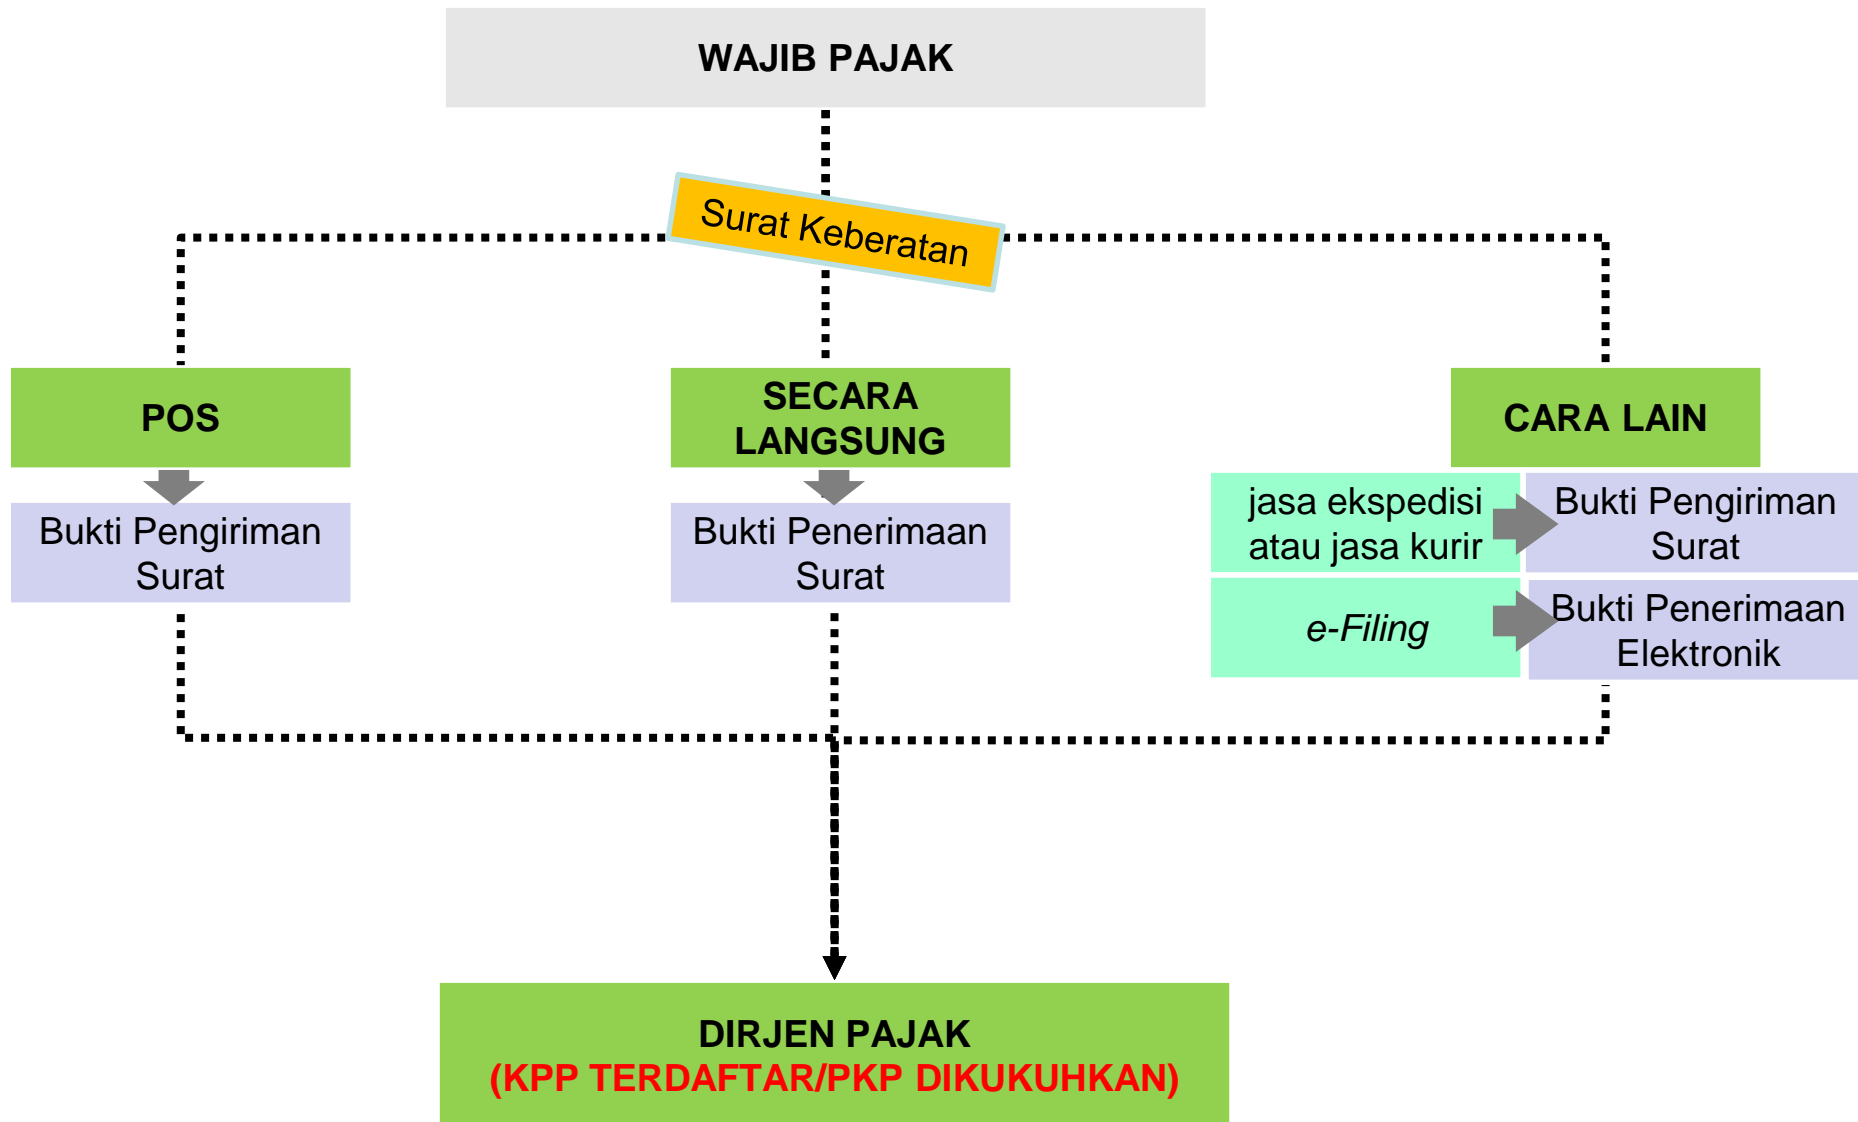 WAJIB PAJAK
Surat Keberatan
POS
Bukti Pengiriman
Surat
SECARA
LANGSUNG
Bukti Penerimaan
Surat
CARA LAIN
jasa ekspedisi
atau jasa kurir
Bukti Pengiriman
Surat
e-Filing
Bukti Penerimaan
Elektronik
DIRJEN PAJAK
(KPP TERDAFTAR/PKP DIKUKUHKAN)